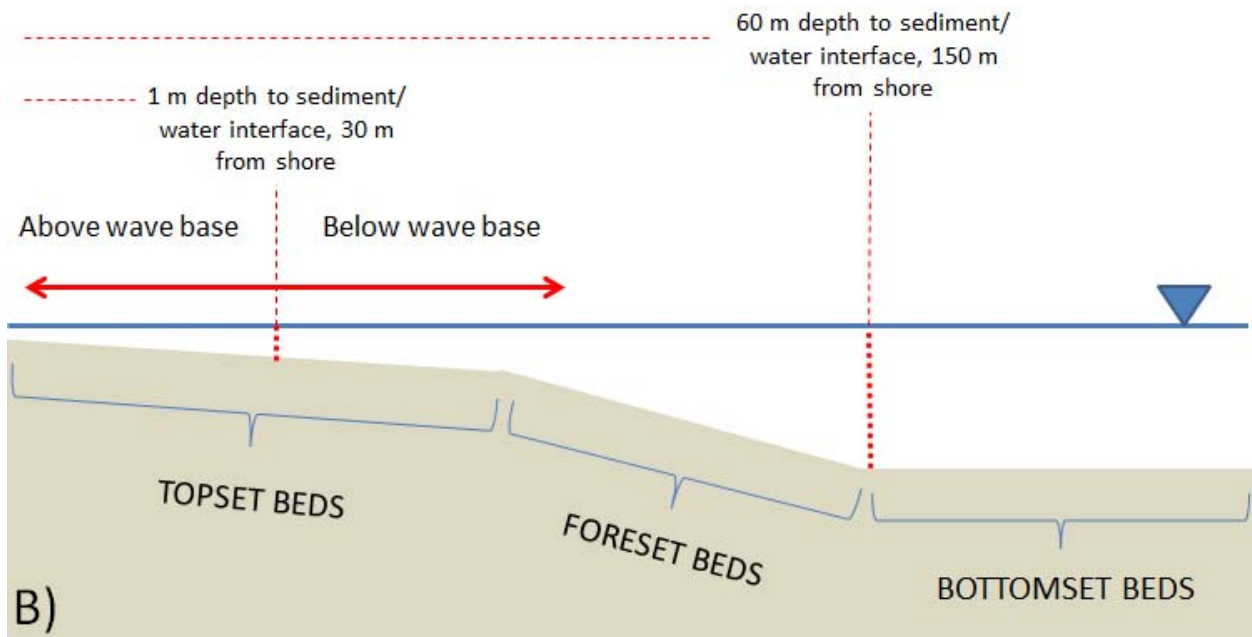 60 m depth to sediment/
water interface, 150 m
from shore
1 m depth to sediment/
water interface, 30 m
from shore
Above wave base
Below wave base
TOPSET BEDS
FORESET BEDS
BOTTOMSET BEDS
B)